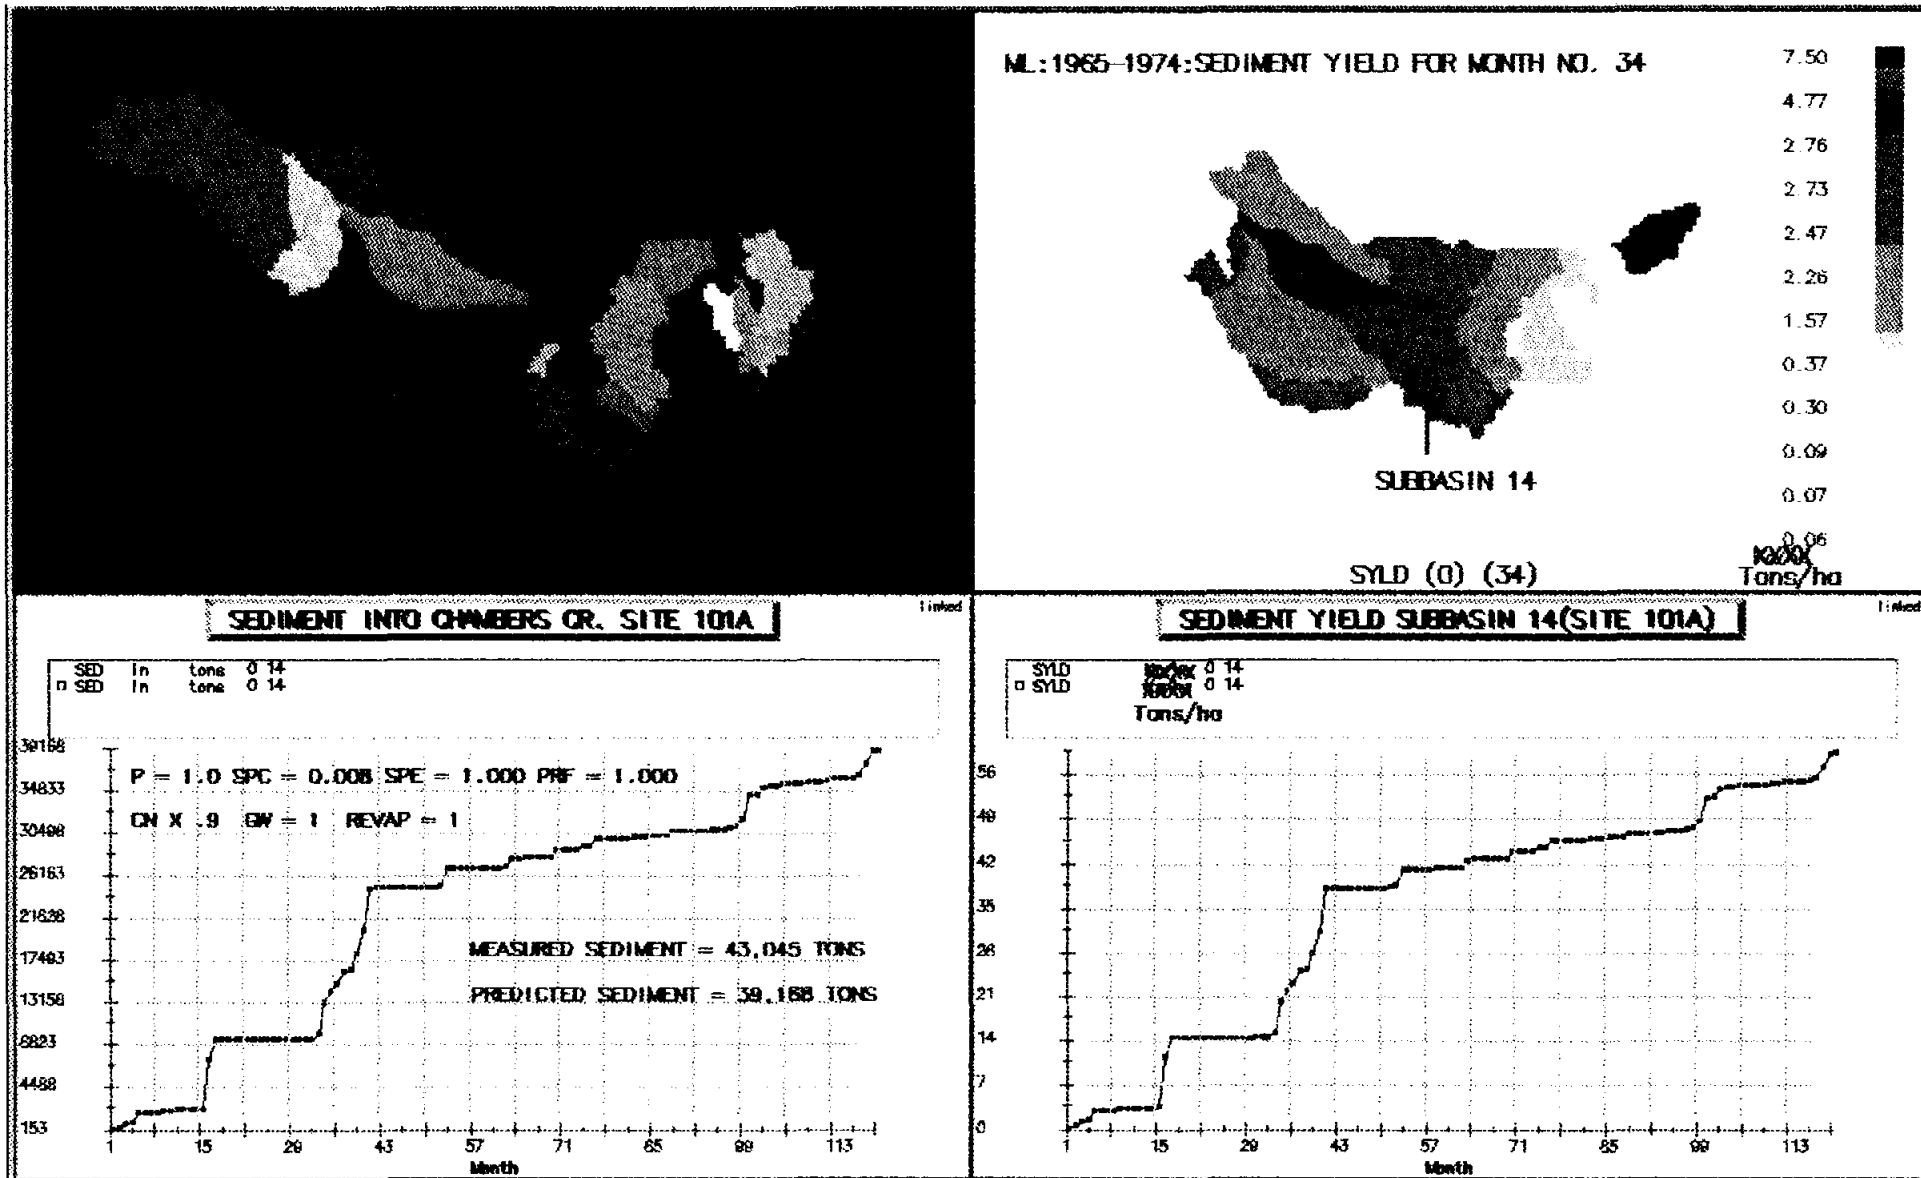 ML:1965-1974:SEDIMENT YIELD FOR MONTH NO. 34
7.50
4.77
2.76
2.73
2.47
2.26
1.57
0.37
0.30
0.09
0.07
0.06
SUBBASIN 14
SYLD (0) (34)
Tons/ha
linked
SEDIMENT INTO CHAMBERS CR. SITE 101A
SED in tons 0 14
SED in tons 0 14
39168
34833
30498
26163
21828
17493
13158
8823
4488
153
P = 1.0 SPC = 0.008 SPE = 1.000 PRF = 1.000
CN X .9 GW = 1 REVAP = 1
MEASURED SEDIMENT = 43,045 TONS
PREDICTED SEDIMENT = 39,168 TONS
1 15 29 43 57 71 85 99 113
Month
linked
SEDIMENT YIELD SUBBASIN 14(SITE 101A)
SYLD 0 14
SYLD 0 14
Tons/ha
56
49
42
35
28
21
14
7
0
1 15 29 43 57 71 85 99 113
Month